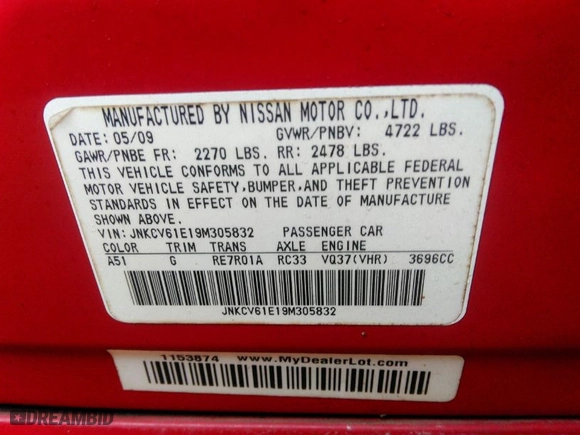 MANUFACTURED BY NISSAN MOTOR CO.,LTD.
DATE: 05/09 GVWR/PNBV: 4722 LBS.
GAWR/PNBE FR: 2270 LBS. RR: 2478 LBS.
THIS VEHICLE CONFORMS TO ALL APPLICABLE FEDERAL
MOTOR VEHICLE SAFETY,BUMPER,AND THEFT PREVENTION
STANDARDS IN EFFECT ON THE DATE OF MANUFACTURE
SHOWN ABOVE.
VIN: JNKCV61E19M305832 PASSENGER CAR
COLOR TRIM TRANS AXLE ENGINE
A51 G RE7R01A RC33 VQ37(VHR) 3696CC
JNKCV61E19M305832
1153874 www.MyDealerLot.com
DREAMBID